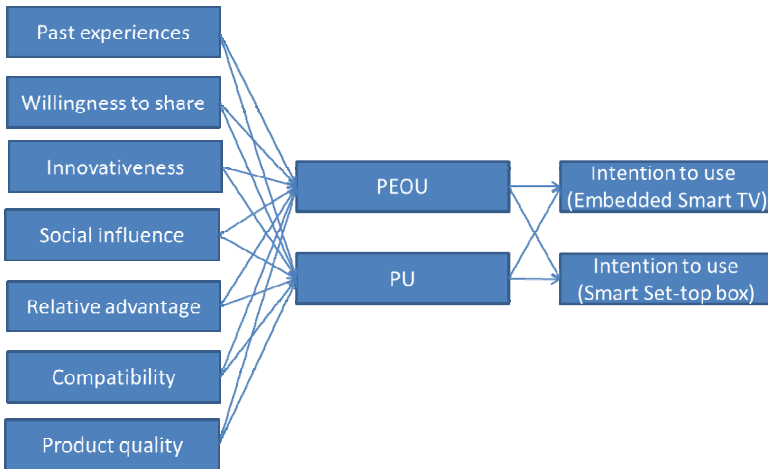 Past experiences
Willingness to share
Innovativeness
Social influence
Relative advantage
Compatibility
Product quality
PEOU
PU
Intention to use
(Embedded Smart TV)
Intention to use
(Smart Set-top box)